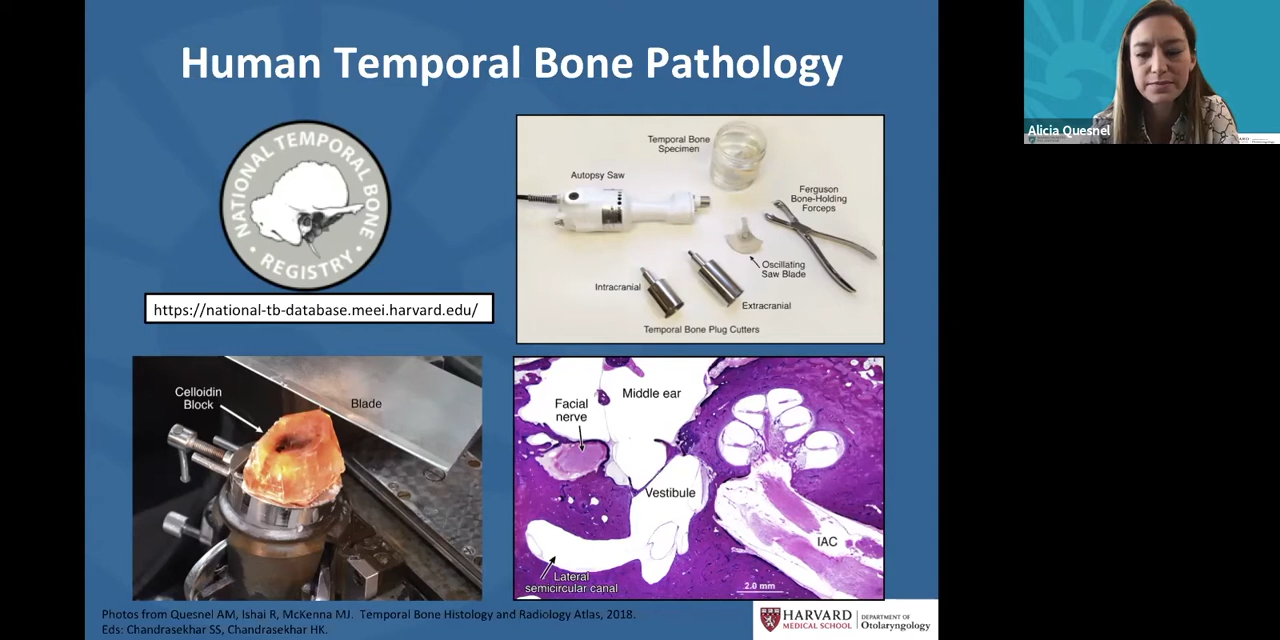 Human Temporal Bone Pathology
NATIONAL TEMPORAL BONE
• REGISTRY •
https://national-tb-database.meei.harvard.edu/
Temporal Bone
Specimen
Autopsy Saw
Ferguson
Bone-Holding
Forceps
Oscillating
Saw Blade
Intracranial
Extracranial
Temporal Bone Plug Cutters
Celloidin
Block
Blade
Middle ear
Facial
nerve
Vestibule
IAC
Lateral
semicircular canal
2.0 mm
Photos from Quesnel AM, Ishai R, McKenna MJ. Temporal Bone Histology and Radiology Atlas, 2018.
Eds: Chandrasekhar SS, Chandrasekhar HK.
HARVARD
MEDICAL SCHOOL
DEPARTMENT OF
Otolaryngology
Alicia Quesnel